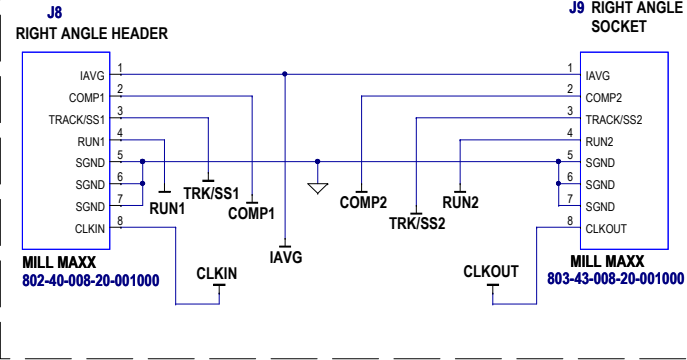 J8
RIGHT ANGLE HEADER
J9 RIGHT ANGLE
SOCKET
IAVG 1
COMP1 2
TRACK/SS1 3
RUN1 4
SGND 5
SGND 6
SGND 7
CLKIN 8
1 IAVG
2 COMP2
3 TRACK/SS2
4 RUN2
5 SGND
6 SGND
7 SGND
8 CLKOUT
RUN1
TRK/SS1
COMP1
IAVG
COMP2
TRK/SS2
RUN2
CLKIN
CLKOUT
MILL MAXX
802-40-008-20-001000
MILL MAXX
803-43-008-20-001000